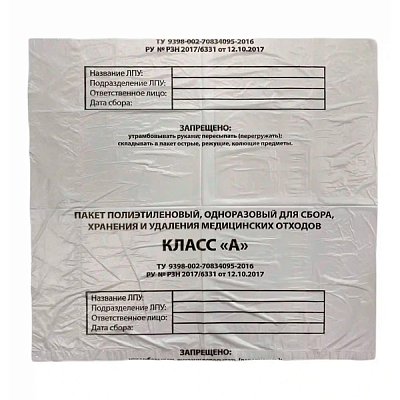 ТУ 9398-002-70834095-2016
РУ № РЗН 2017/6331 от 12.10.2017
Название ЛПУ:
Подразделение ЛПУ:
Ответственное лицо:
Дата сбора:
ЗАПРЕЩЕНО:
утрамбовывать руками; пересыпать (перегружать);
складывать в пакет острые, режущие, колющие предметы.
ПАКЕТ ПОЛИЭТИЛЕНОВЫЙ, ОДНОРАЗОВЫЙ ДЛЯ СБОРА,
ХРАНЕНИЯ И УДАЛЕНИЯ МЕДИЦИНСКИХ ОТХОДОВ
КЛАСС «А»
ТУ 9398-002-70834095-2016
РУ № РЗН 2017/6331 от 12.10.2017
Название ЛПУ:
Подразделение ЛПУ:
Ответственное лицо:
Дата сбора:
ЗАПРЕЩЕНО: